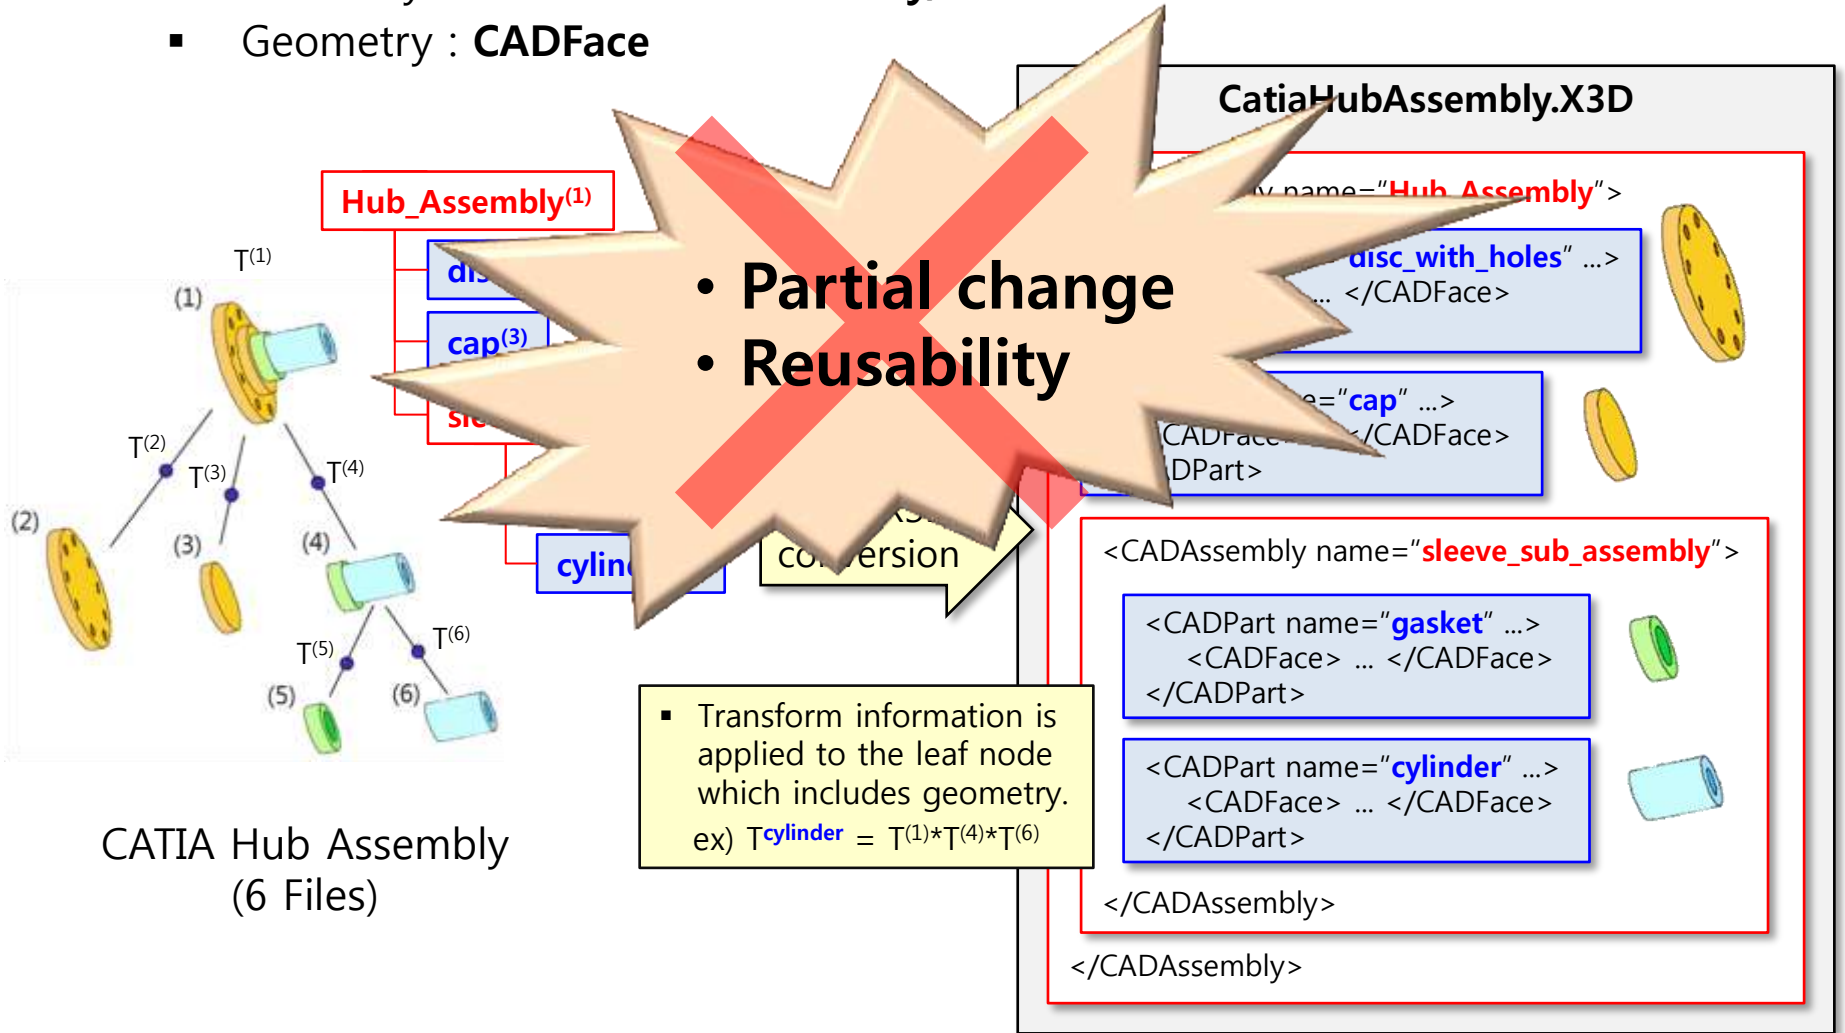 ▪ Geometry : CADFace
CatiaHubAssembly.X3D
Hub_Assembly(1)
cap(3)
T(1)
(1)
T(2)
T(3)
T(4)
(2)
(3)
(4)
T(5)
T(6)
(5)
(6)
CATIA Hub Assembly
(6 Files)
• Partial change
• Reusability
conversion
▪ Transform information is
applied to the leaf node
which includes geometry.
ex) Tcylinder = T(1)*T(4)*T(6)
name="Hub_Assembly">
disc_with_holes" ...>
... </CADFace>
="cap" ...>
</CADFace>
<CADAssembly name="sleeve_sub_assembly">
<CADPart name="gasket" ...>
<CADFace> ... </CADFace>
</CADPart>
<CADPart name="cylinder" ...>
<CADFace> ... </CADFace>
</CADPart>
</CADAssembly>
</CADAssembly>